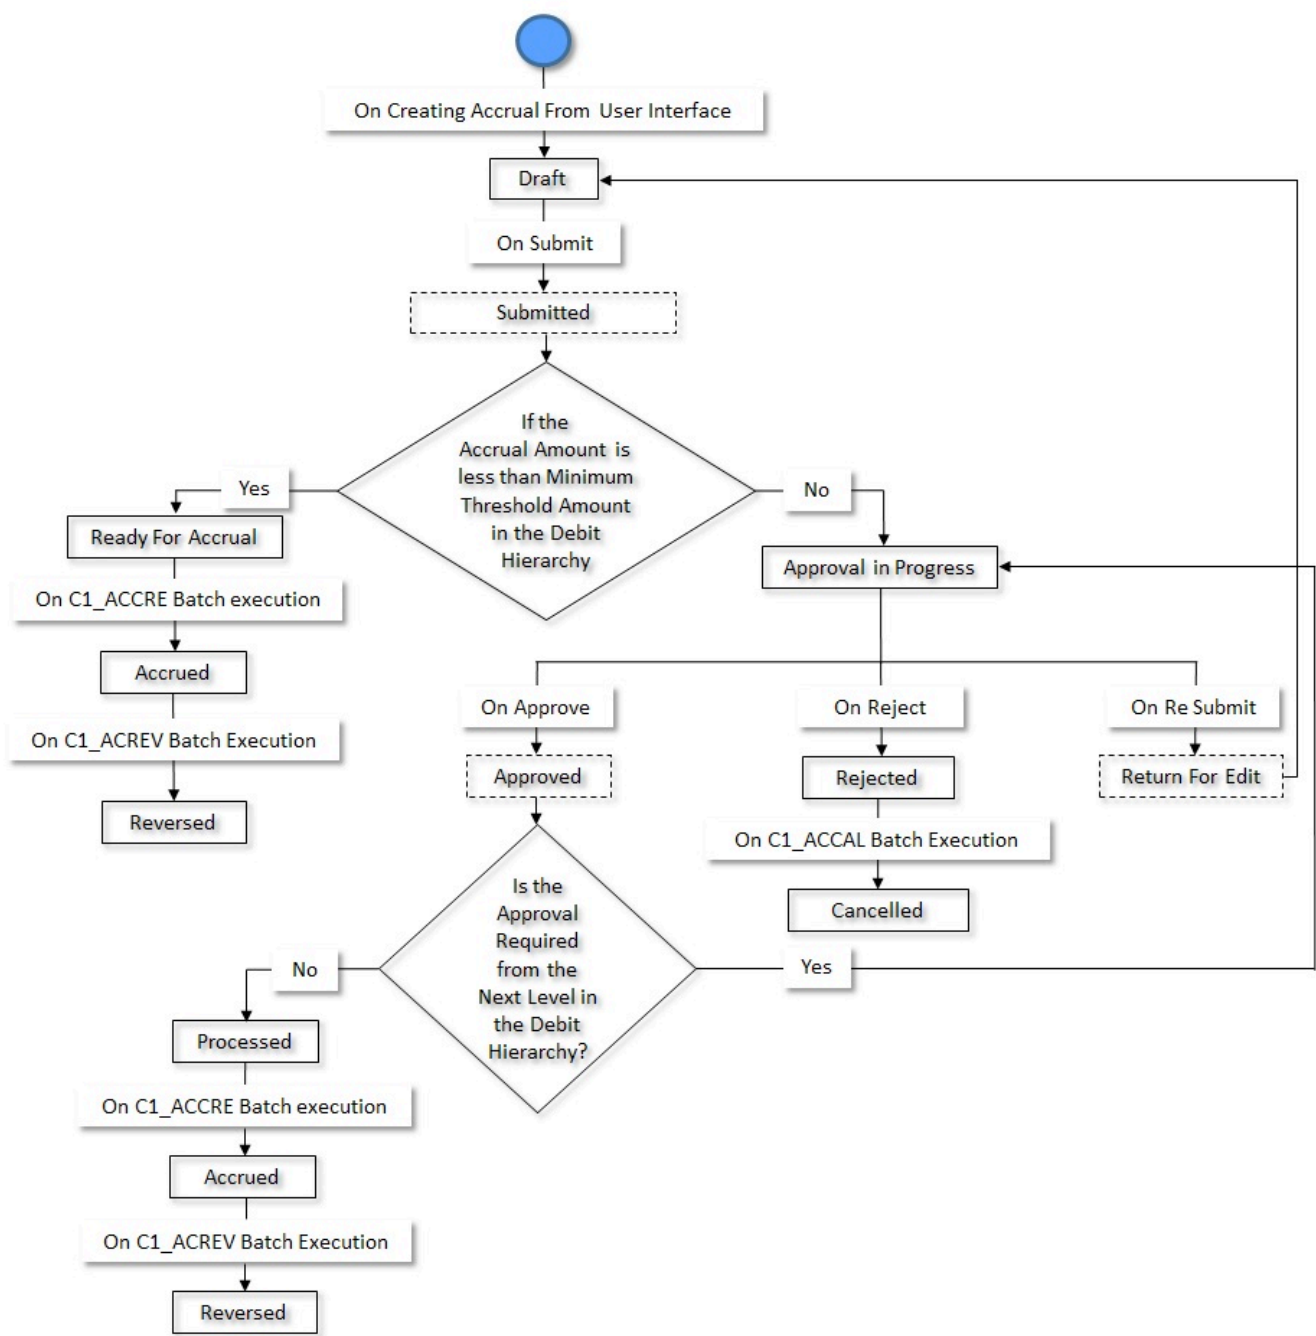 On Creating Accrual From User Interface
Draft
On Submit
Submitted
If the
Accrual Amount is
less than Minimum
Threshold Amount
in the Debit
Hierarchy
Yes
No
Ready For Accrual
Approval in Progress
On C1_ACCRE Batch execution
Accrued
On C1_ACREV Batch Execution
Reversed
On Approve
On Reject
On Re Submit
Approved
Rejected
Return For Edit
On C1_ACCAL Batch Execution
Cancelled
Is the
Approval
Required
from the
Next Level in
the Debit
Hierarchy?
No
Yes
Processed
On C1_ACCRE Batch execution
Accrued
On C1_ACREV Batch Execution
Reversed